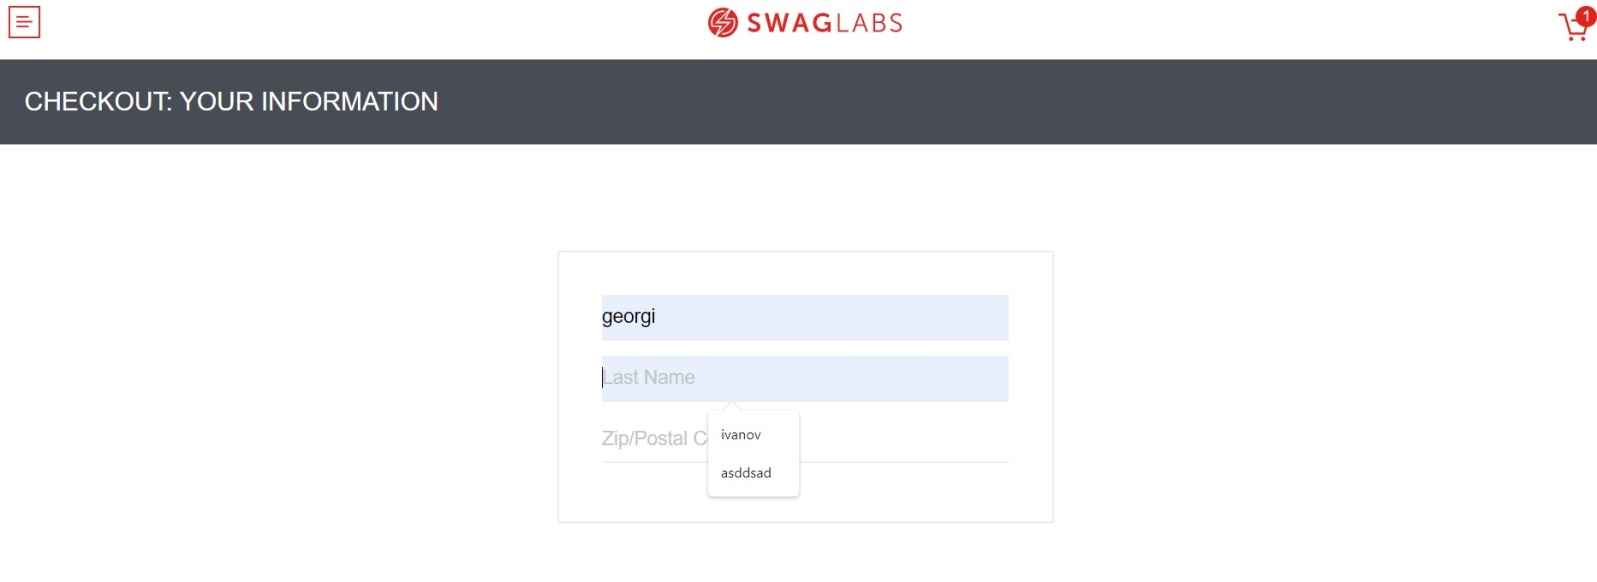 SWAGLABS
1
CHECKOUT: YOUR INFORMATION
georgi
Last Name
Zip/Postal C
ivanov
asddsad